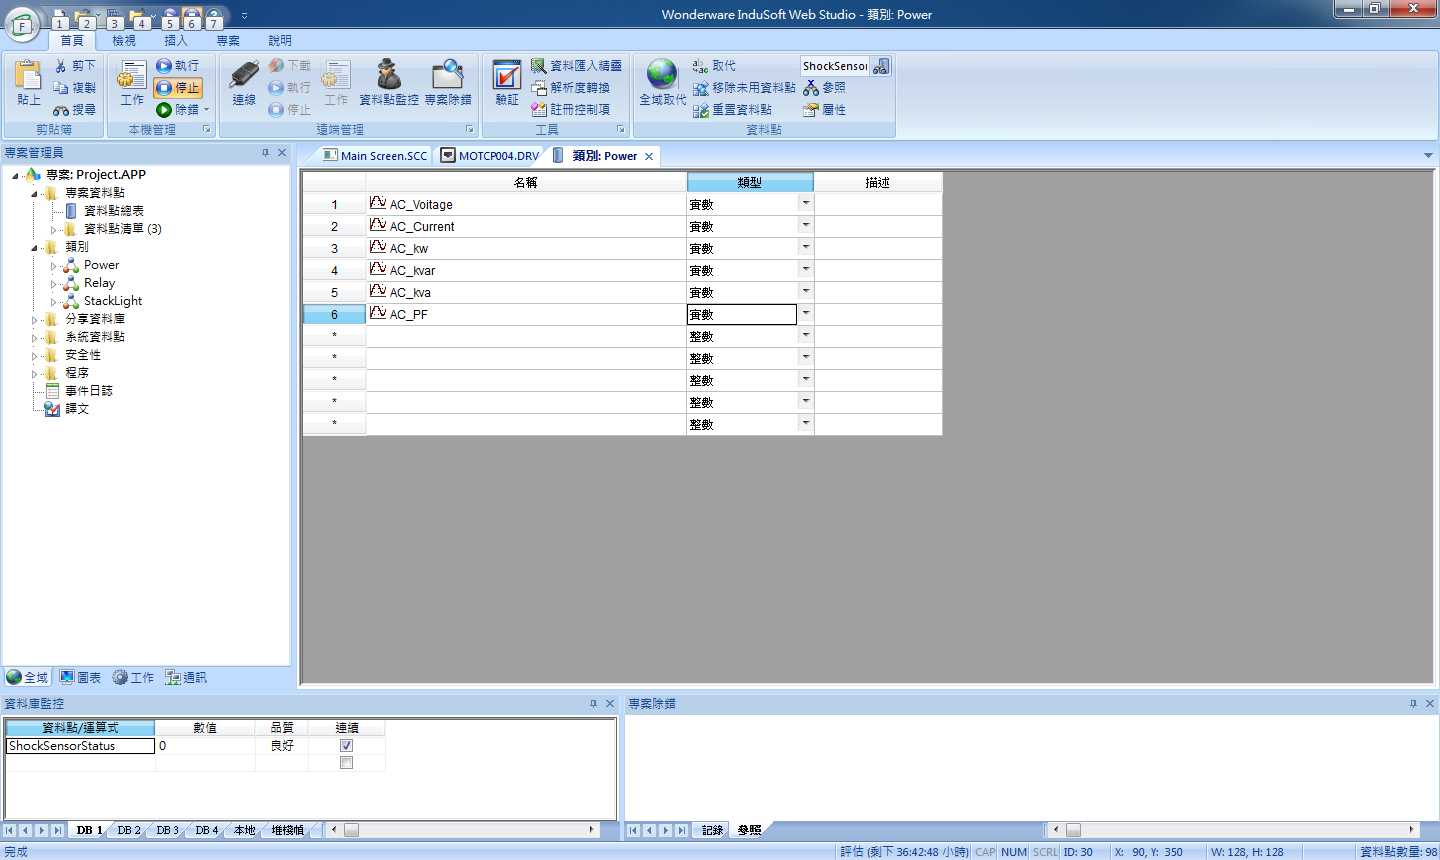 Wonderware InduSoft Web Studio - 類別: Power
F
1 2 3 4 5 6 7
首頁 檢視 插入 專案 說明
貼上 剪下 複製 搜尋
剪貼簿
工作 執行 停止 除錯
本機管理
連線 下載 執行 停止 工作 資料點監控 專案除錯
遠端管理
驗証 資料匯入精靈 解析度轉換 註冊控制項
工具
全域取代 取代 移除未用資料點 重置資料點 ShockSensor 參照 屬性
資料點
專案管理員
專案: Project.APP
專案資料點
資料點總表
資料點清單 (3)
類別
Power
Relay
StackLight
分享資料庫
系統資料點
安全性
程序
事件日誌
譯文
全域 圖表 工作 通訊
Main Screen.SCC MOTCP004.DRV 類別: Power
名稱 類型 描述
1 AC_Voitage 實數
2 AC_Current 實數
3 AC_kw 實數
4 AC_kvar 實數
5 AC_kva 實數
6 AC_PF 實數
* 整數
* 整數
* 整數
* 整數
* 整數
資料庫監控
資料點/運算式 數值 品質 連續
ShockSensorStatus 0 良好
DB 1 DB 2 DB 3 DB 4 本地 堆棧幀
專案除錯
記錄 參照
完成
評估 (剩下 36:42:48 小時) CAP NUM SCRL ID: 30 X: 90, Y: 350 W: 128, H: 128 資料點數量: 98